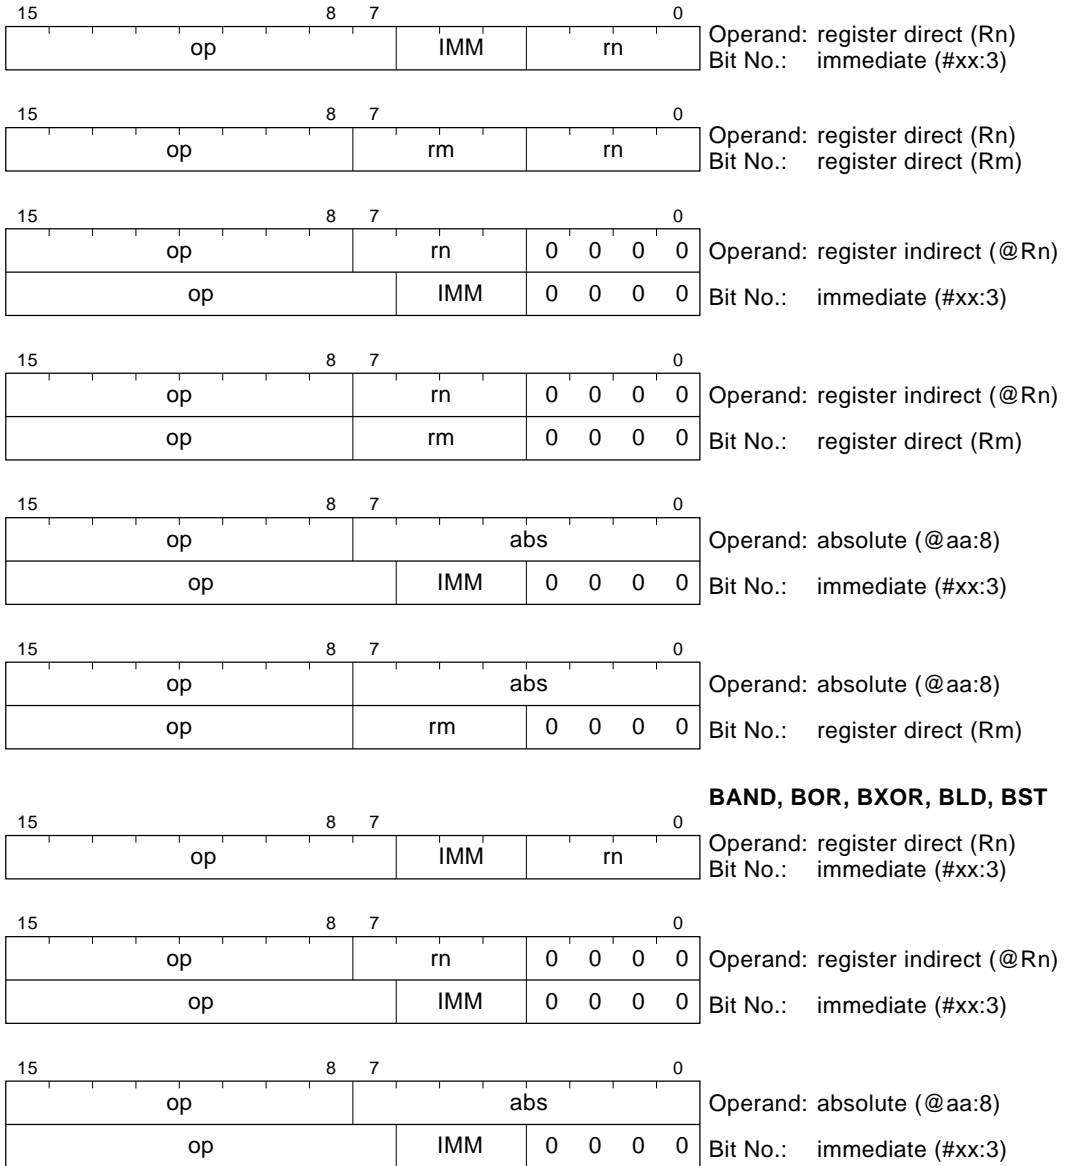 15 8 7 0
op IMM rn Operand: register direct (Rn)
Bit No.: immediate (#xx:3)
15 8 7 0
op rm rn Operand: register direct (Rn)
Bit No.: register direct (Rm)
15 8 7 0
op rn 0 0 0 0 Operand: register indirect (@Rn)
op IMM 0 0 0 0 Bit No.: immediate (#xx:3)
15 8 7 0
op rn 0 0 0 0 Operand: register indirect (@Rn)
op rm 0 0 0 0 Bit No.: register direct (Rm)
15 8 7 0
op abs Operand: absolute (@aa:8)
op IMM 0 0 0 0 Bit No.: immediate (#xx:3)
15 8 7 0
op abs Operand: absolute (@aa:8)
op rm 0 0 0 0 Bit No.: register direct (Rm)
BAND, BOR, BXOR, BLD, BST
15 8 7 0
op IMM rn Operand: register direct (Rn)
Bit No.: immediate (#xx:3)
15 8 7 0
op rn 0 0 0 0 Operand: register indirect (@Rn)
op IMM 0 0 0 0 Bit No.: immediate (#xx:3)
15 8 7 0
op abs Operand: absolute (@aa:8)
op IMM 0 0 0 0 Bit No.: immediate (#xx:3)